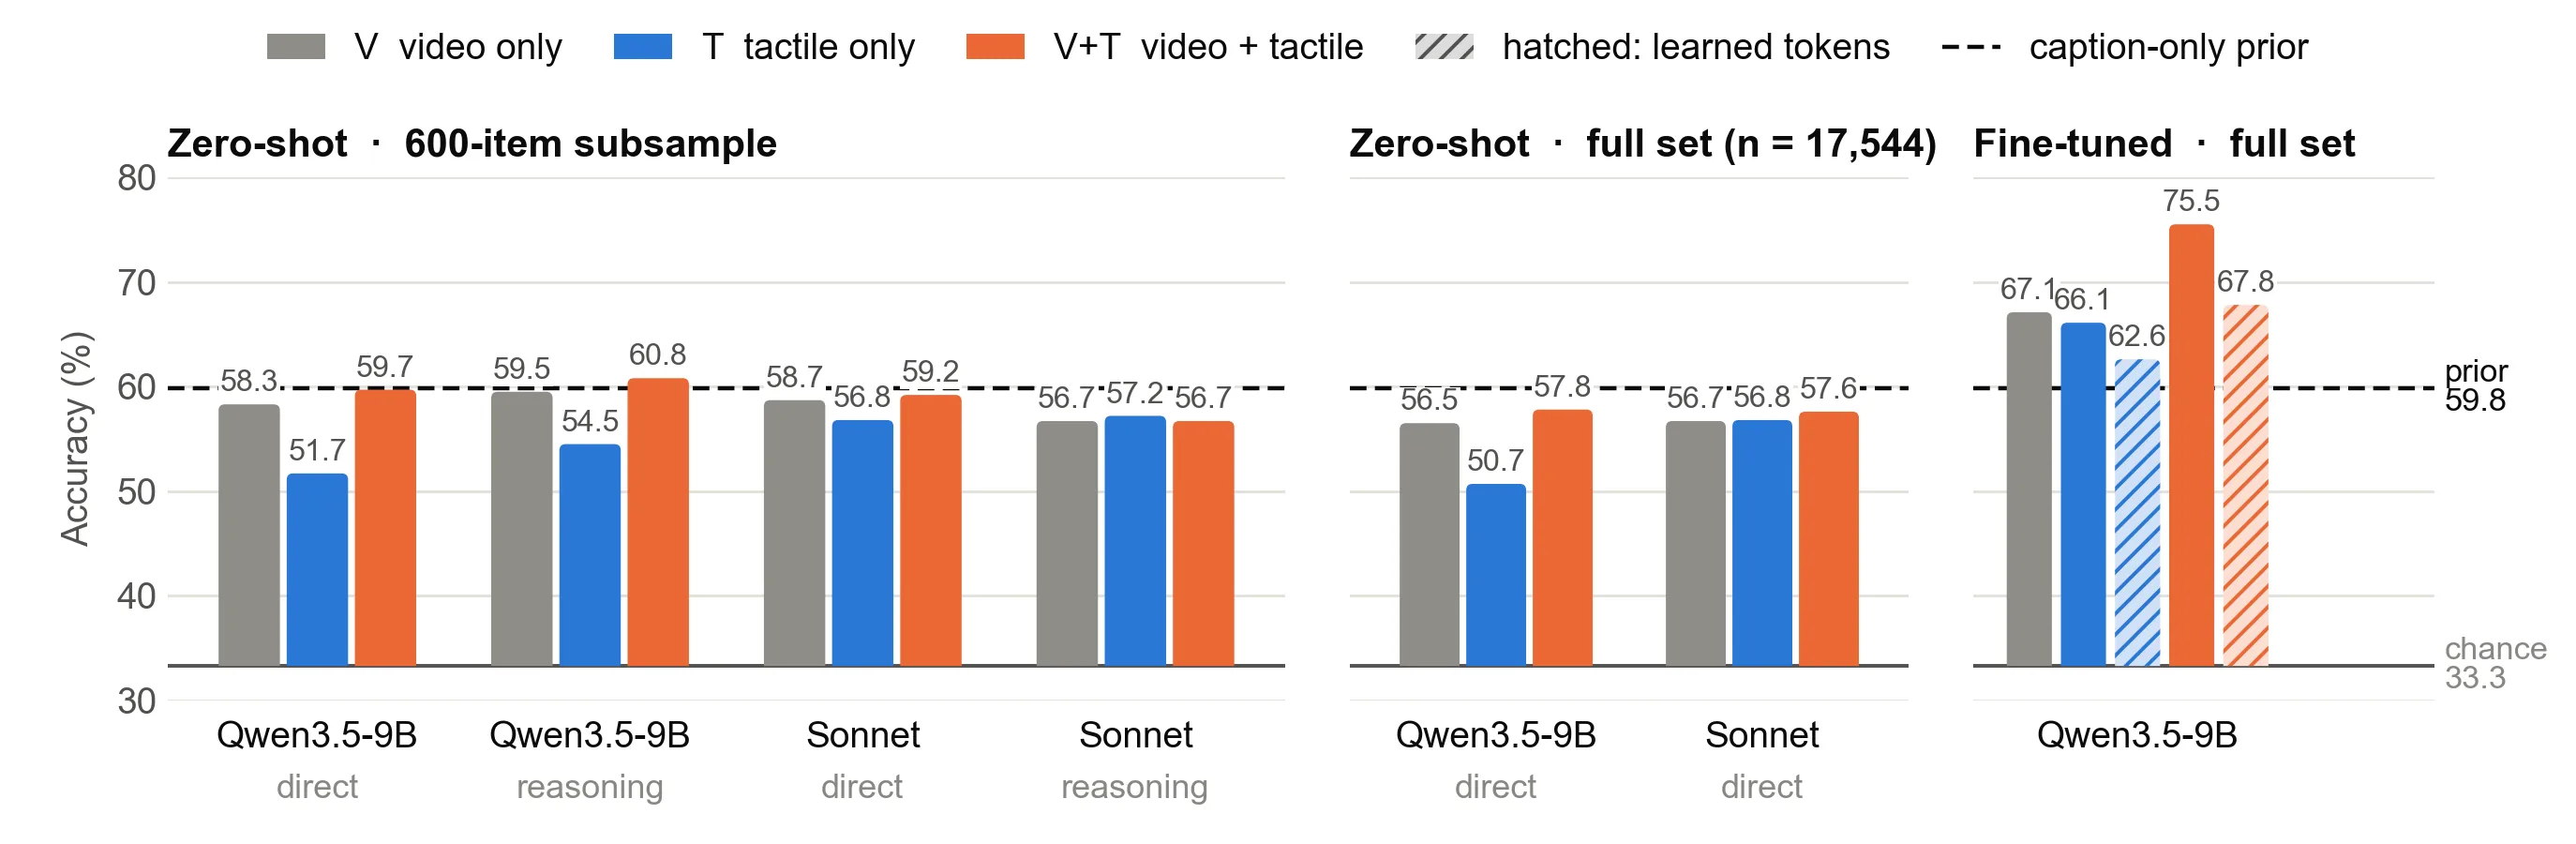 V video only T tactile only V+T video + tactile hatched: learned tokens caption-only prior
Zero-shot · 600-item subsample
Zero-shot · full set (n = 17,544)
Fine-tuned · full set
Accuracy (%)
80
70
60
50
40
30
58.3 51.7 59.7
59.5 54.5 60.8
58.7 56.8 59.2
56.7 57.2 56.7
56.5 50.7 57.8
56.7 56.8 57.6
67.1 66.1 62.6 75.5 67.8
prior
59.8
chance
33.3
Qwen3.5-9B Qwen3.5-9B Sonnet Sonnet Qwen3.5-9B Sonnet Qwen3.5-9B
direct reasoning direct reasoning direct direct